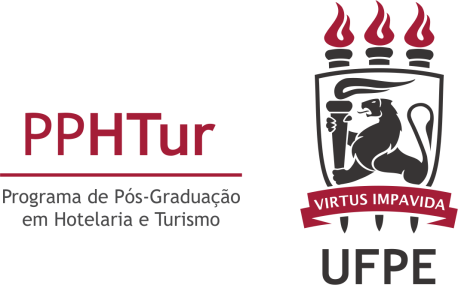 PPHTur
Programa de Pós-Graduação
em Hotelaria e Turismo
VIRTUS IMPAVIDA
UFPE